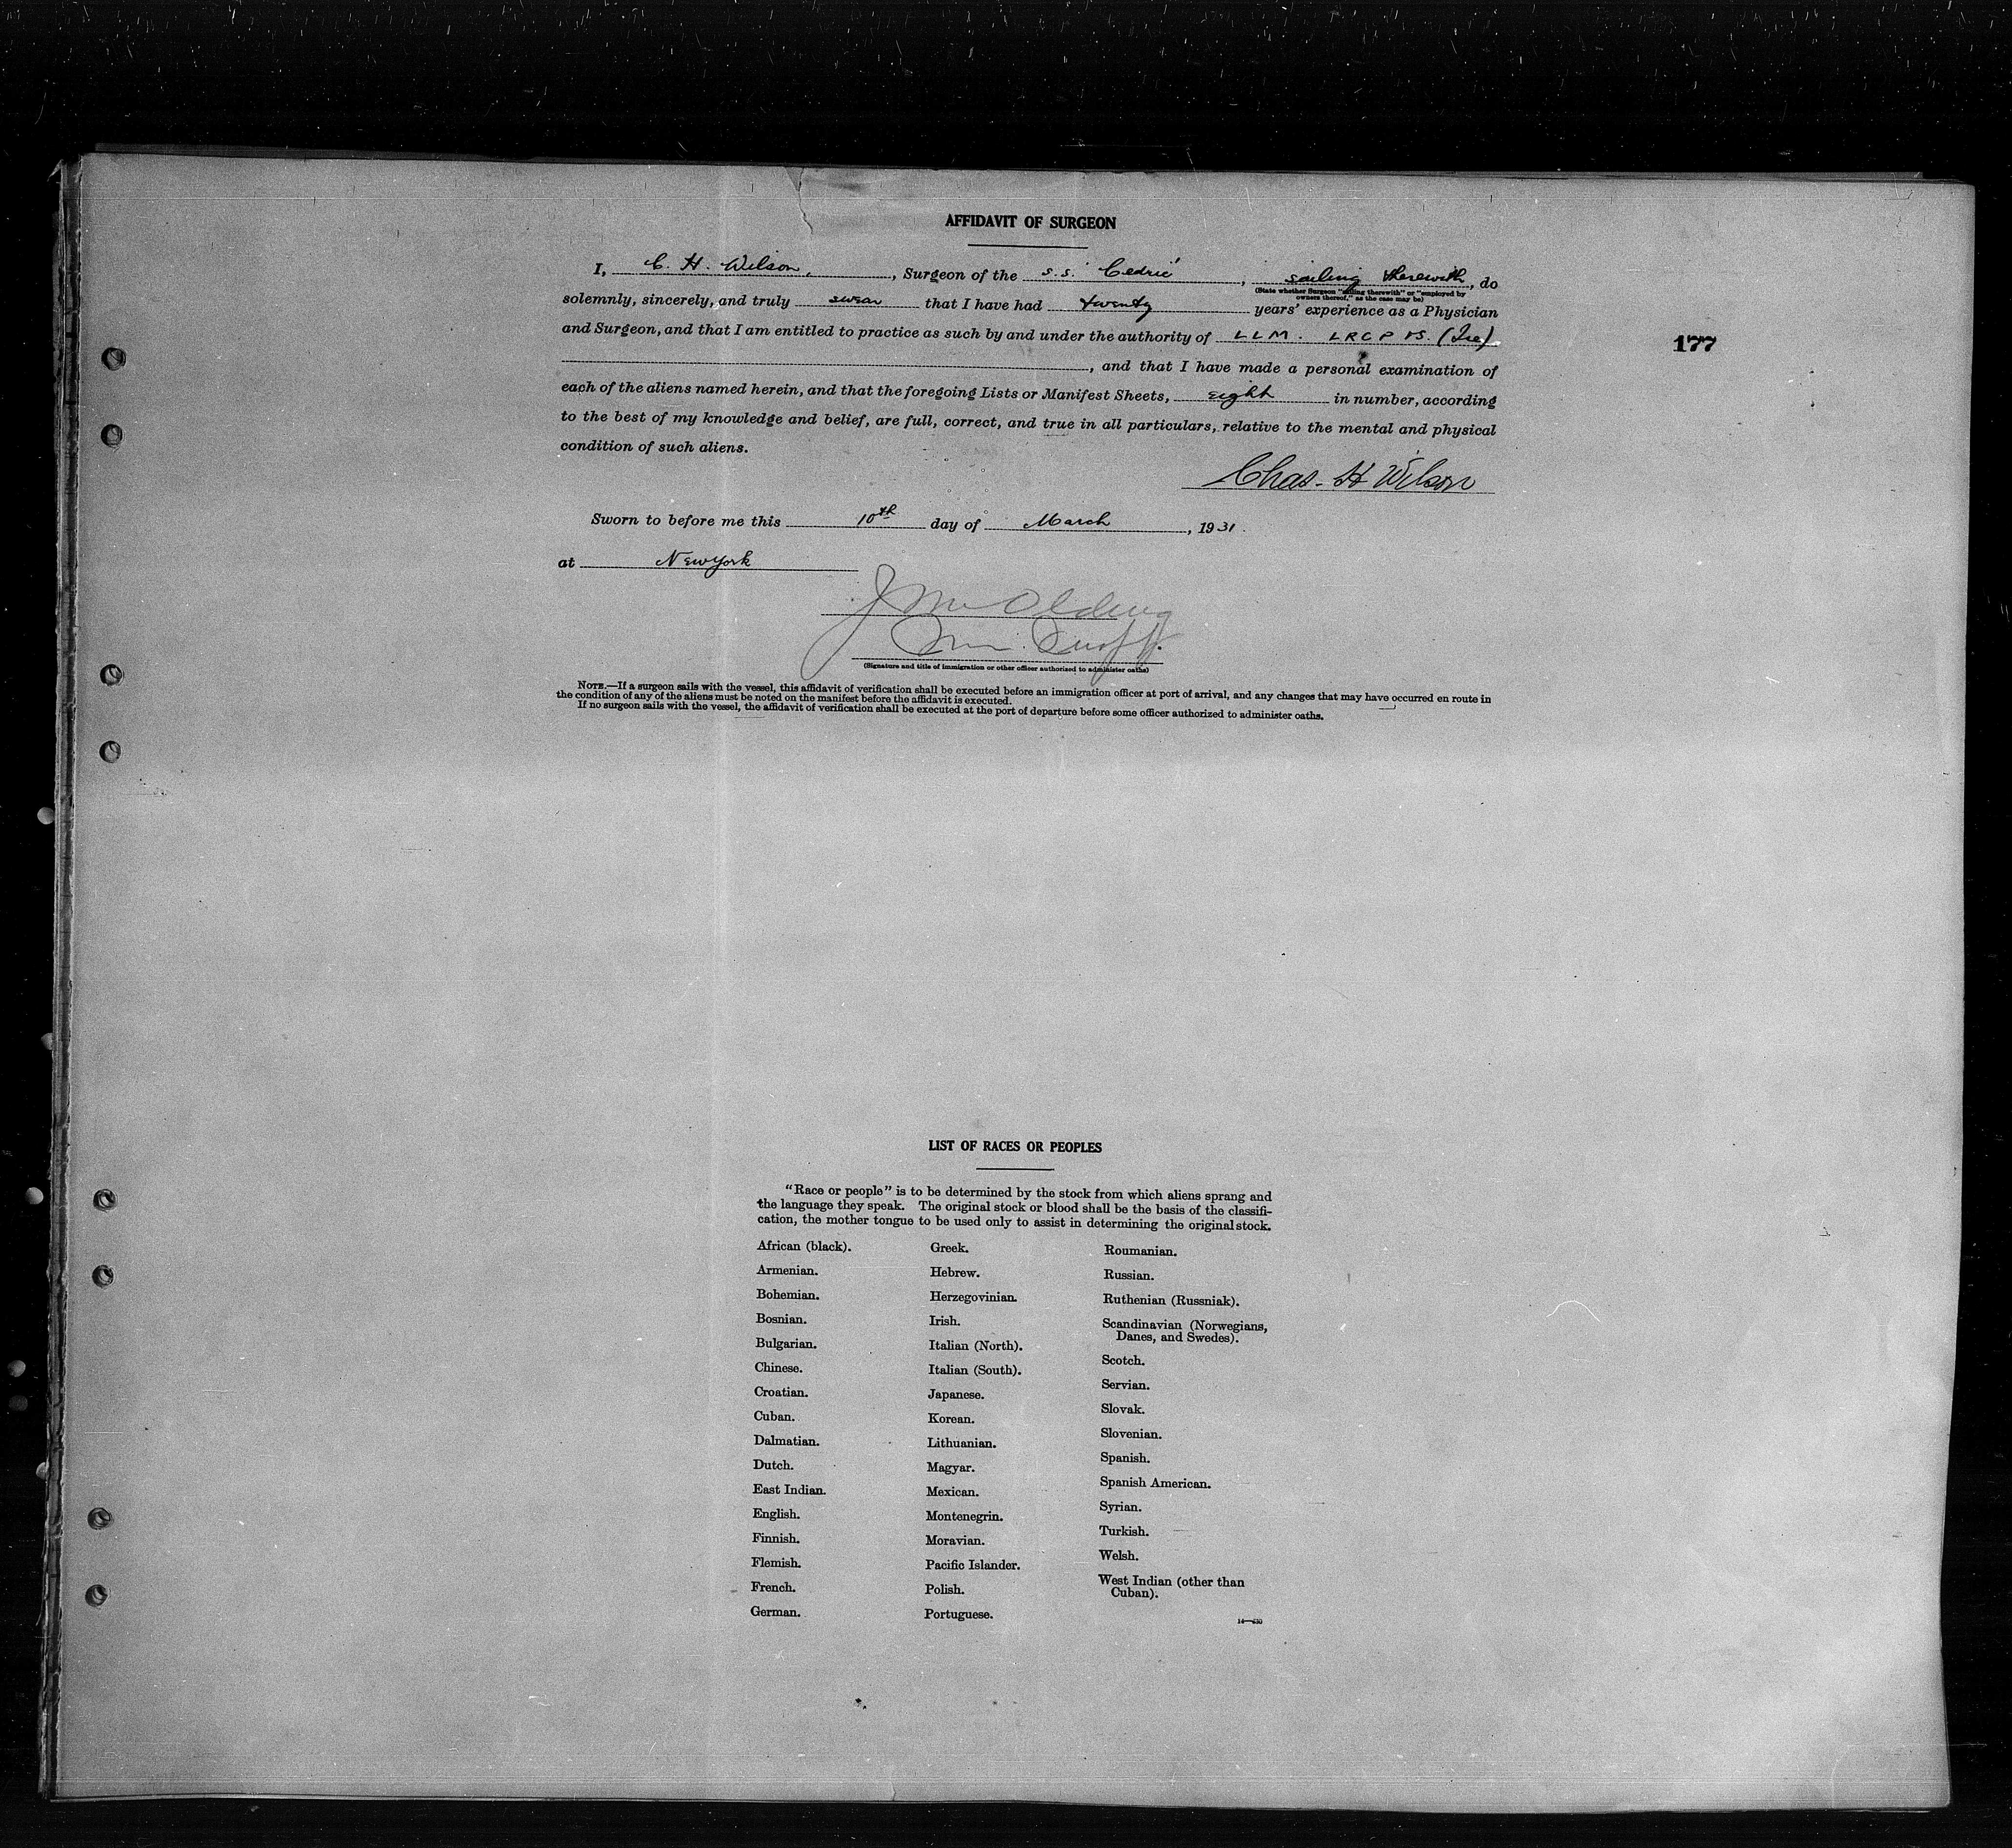 AFFIDAVIT OF SURGEON
I, C. H. Wilson, , Surgeon of the s.s. "Cedric" , sailing therewith, do
(State whether Surgeon "sailing therewith" or "employed by
owners thereof," as the case may be)
solemnly, sincerely, and truly swear that I have had twenty years' experience as a Physician
and Surgeon, and that I am entitled to practice as such by and under the authority of LLM. LRCP IS. (Ire)
177
, and that I have made a personal examination of
each of the aliens named herein, and that the foregoing Lists or Manifest Sheets, eight in number, according
to the best of my knowledge and belief, are full, correct, and true in all particulars, relative to the mental and physical
condition of such aliens.
Chas. H Wilson
Sworn to before me this 10th day of March , 1931.
at New York
(Signature and title of immigration or other officer authorized to administer oaths)
NOTE.—If a surgeon sails with the vessel, this affidavit of verification shall be executed before an immigration officer at port of arrival, and any changes that may have occurred en route in
the condition of any of the aliens must be noted on the manifest before the affidavit is executed.
If no surgeon sails with the vessel, the affidavit of verification shall be executed at the port of departure before some officer authorized to administer oaths.
LIST OF RACES OR PEOPLES
"Race or people" is to be determined by the stock from which aliens sprang and
the language they speak. The original stock or blood shall be the basis of the classifi-
cation, the mother tongue to be used only to assist in determining the original stock.
African (black).
Armenian.
Bohemian.
Bosnian.
Bulgarian.
Chinese.
Croatian.
Cuban.
Dalmatian.
Dutch.
East Indian.
English.
Finnish.
Flemish.
French.
German.
Greek.
Hebrew.
Herzegovinian.
Irish.
Italian (North).
Italian (South).
Japanese.
Korean.
Lithuanian.
Magyar.
Mexican.
Montenegrin.
Moravian.
Pacific Islander.
Polish.
Portuguese.
Roumanian.
Russian.
Ruthenian (Russniak).
Scandinavian (Norwegians,
Danes, and Swedes).
Scotch.
Servian.
Slovak.
Slovenian.
Spanish.
Spanish American.
Syrian.
Turkish.
Welsh.
West Indian (other than
Cuban).